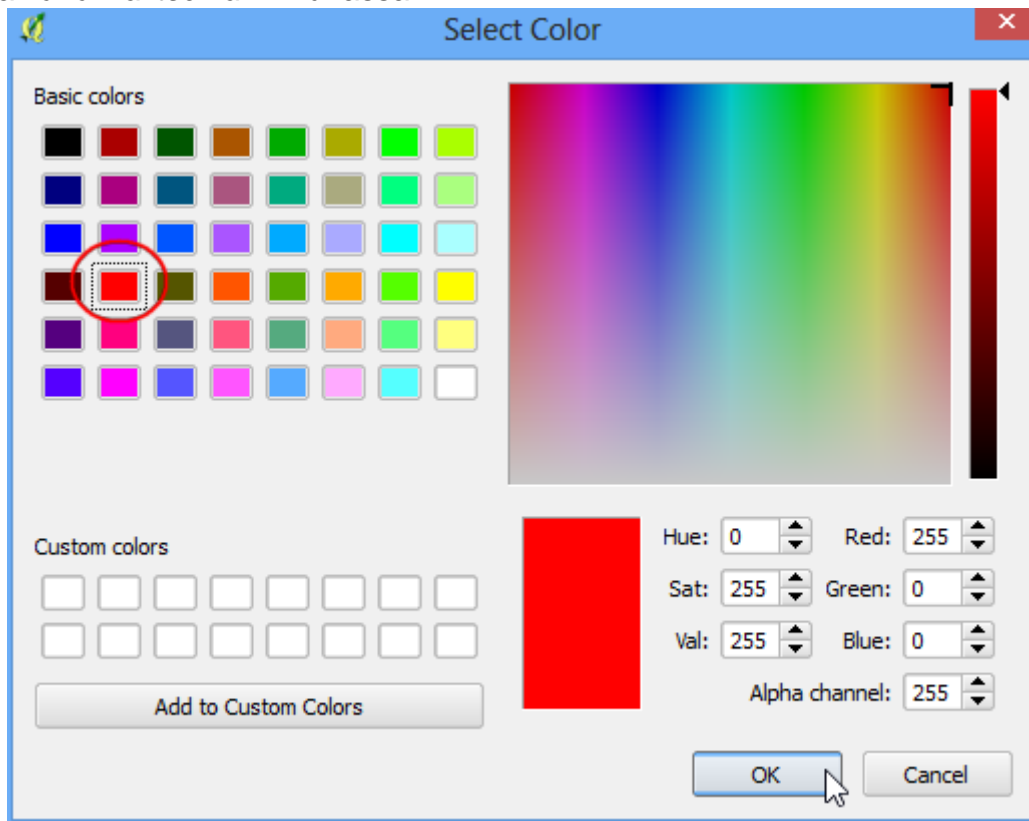 Select Color
Basic colors
Custom colors
Add to Custom Colors
Hue: 0 Red: 255
Sat: 255 Green: 0
Val: 255 Blue: 0
Alpha channel: 255
OK Cancel